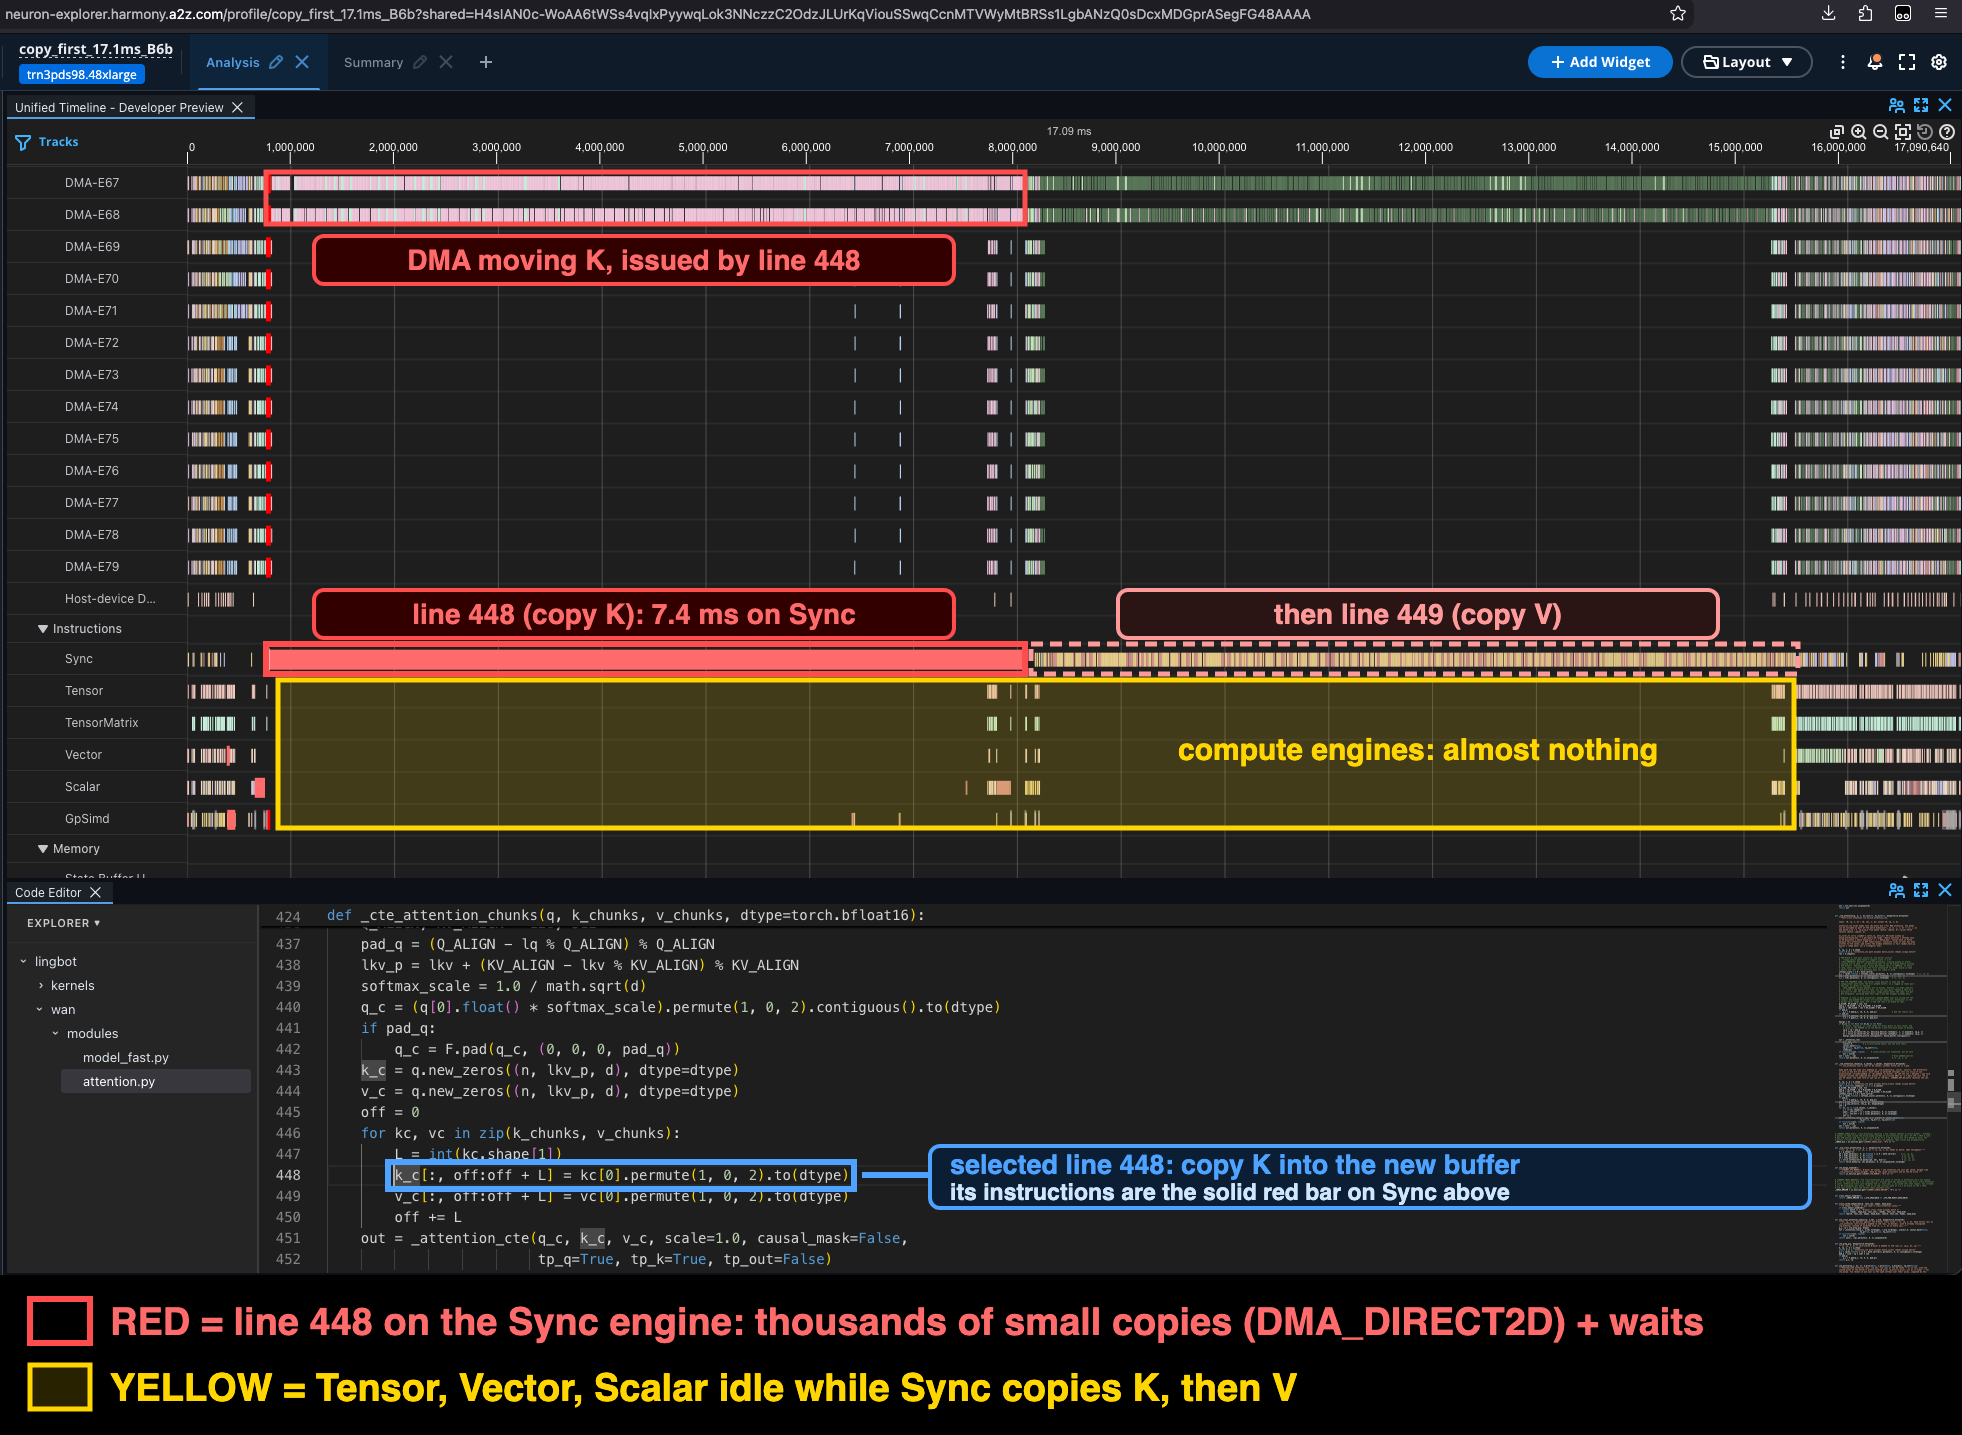 neuron-explorer.harmony.a2z.com/profile/copy_first_17.1ms_B6b?shared=H4sIAN0c-WoAA6tWSs4vqIxPyywqLok3NNczzC2OdzJLUrKqViouSSwqCcnMTVWyMtBRSs1LgbANzQ0sDcxMDGprASegFG48AAAA
copy_first_17.1ms_B6b
trn3pds98.48xlarge
Analysis
Summary
+ Add Widget
Layout
Unified Timeline - Developer Preview
Tracks
17.09 ms
0 1,000,000 2,000,000 3,000,000 4,000,000 5,000,000 6,000,000 7,000,000 8,000,000 9,000,000 10,000,000 11,000,000 12,000,000 13,000,000 14,000,000 15,000,000 16,000,000 17,090,640
DMA-E67
DMA-E68
DMA-E69
DMA moving K, issued by line 448
DMA-E70
DMA-E71
DMA-E72
DMA-E73
DMA-E74
DMA-E75
DMA-E76
DMA-E77
DMA-E78
DMA-E79
Host-device D...
line 448 (copy K): 7.4 ms on Sync
then line 449 (copy V)
Instructions
Sync
Tensor
TensorMatrix
Vector
compute engines: almost nothing
Scalar
GpSimd
Memory
Code Editor
EXPLORER
lingbot
kernels
wan
modules
model_fast.py
attention.py
424 def _cte_attention_chunks(q, k_chunks, v_chunks, dtype=torch.bfloat16):
437 pad_q = (Q_ALIGN - lq % Q_ALIGN) % Q_ALIGN
438 lkv_p = lkv + (KV_ALIGN - lkv % KV_ALIGN) % KV_ALIGN
439 softmax_scale = 1.0 / math.sqrt(d)
440 q_c = (q[0].float() * softmax_scale).permute(1, 0, 2).contiguous().to(dtype)
441 if pad_q:
442 q_c = F.pad(q_c, (0, 0, 0, pad_q))
443 k_c = q.new_zeros((n, lkv_p, d), dtype=dtype)
444 v_c = q.new_zeros((n, lkv_p, d), dtype=dtype)
445 off = 0
446 for kc, vc in zip(k_chunks, v_chunks):
447 L = int(kc.shape[1])
448 k_c[:, off:off + L] = kc[0].permute(1, 0, 2).to(dtype)
449 v_c[:, off:off + L] = vc[0].permute(1, 0, 2).to(dtype)
450 off += L
451 out = _attention_cte(q_c, k_c, v_c, scale=1.0, causal_mask=False,
452 tp_q=True, tp_k=True, tp_out=False)
selected line 448: copy K into the new buffer
its instructions are the solid red bar on Sync above
RED = line 448 on the Sync engine: thousands of small copies (DMA_DIRECT2D) + waits
YELLOW = Tensor, Vector, Scalar idle while Sync copies K, then V